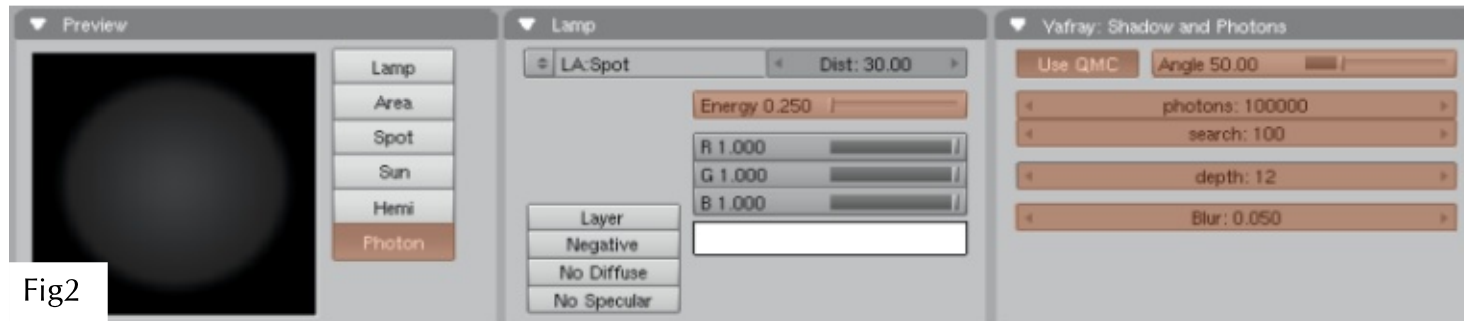 Preview
Lamp
Area
Spot
Sun
Hemi
Photon
Fig2
Lamp
LA:Spot
Dist: 30.00
Energy 0.250
R 1.000
G 1.000
B 1.000
Layer
Negative
No Diffuse
No Specular
Yafray: Shadow and Photons
Use QMC
Angle 50.00
photons: 100000
search: 100
depth: 12
Blur: 0.050